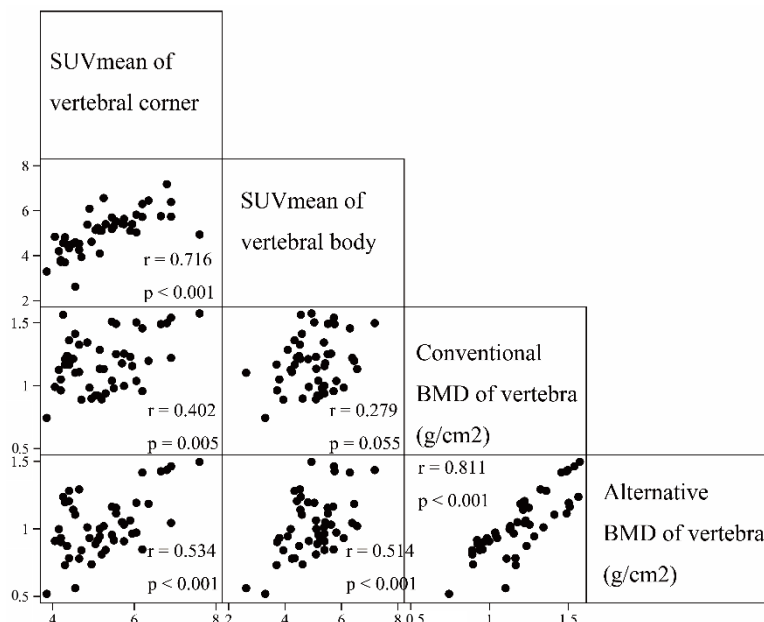 SUVmean of
vertebral corner
8
6
4
2
r = 0.716
p < 0.001
SUVmean of
vertebral body
1.5
1
0.5
r = 0.402
p = 0.005
r = 0.279
p = 0.055
Conventional
BMD of vertebra
(g/cm2)
1.5
1
0.5
r = 0.534
p < 0.001
r = 0.514
p < 0.001
r = 0.811
p < 0.001
Alternative
BMD of vertebra
(g/cm2)
4 6 8 2 4 6 8 0.5 1 1.5